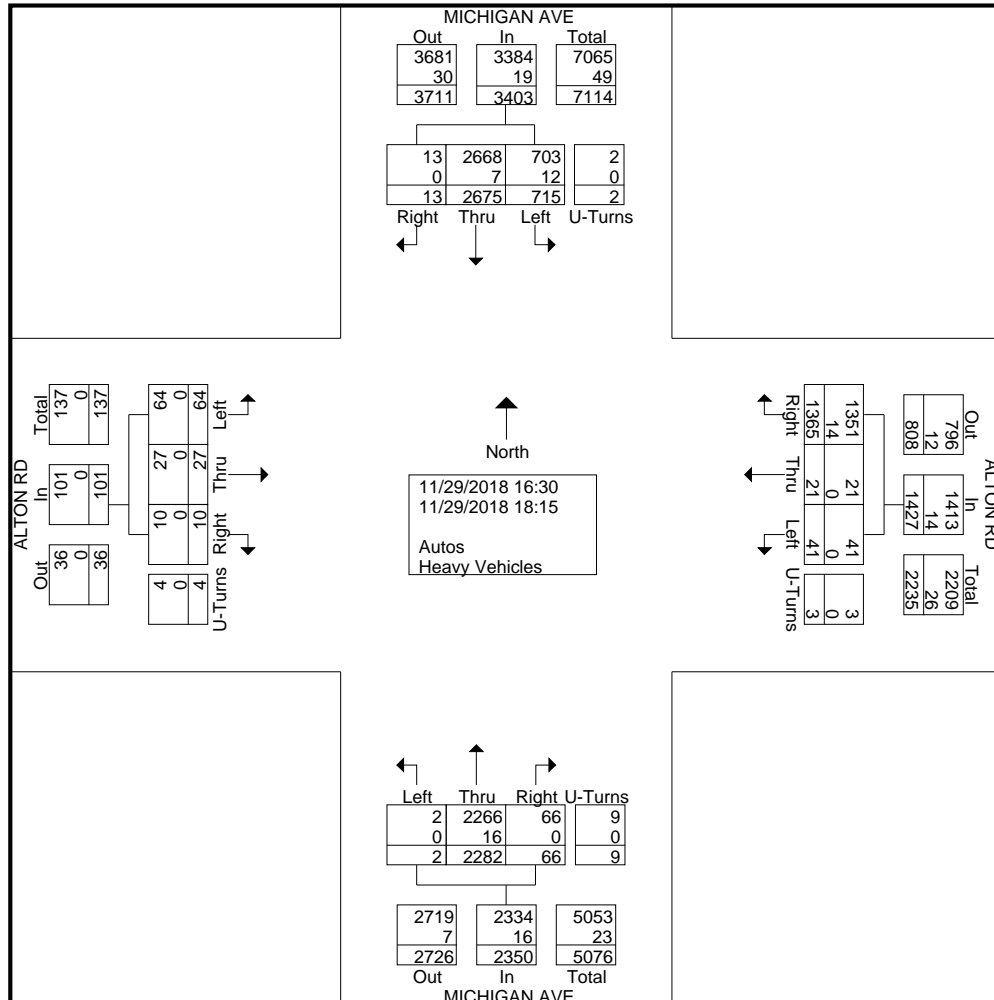 MICHIGAN AVE
Out In Total
3681 3384 7065
30 19 49
3711 3403 7114
13 2668 703 2
0 7 12 0
13 2675 715 2
Right Thru Left U-Turns
ALTON RD
Total In Out
137 101 36
0 0 0
137 101 36
Left Thru Right U-Turns
64 27 10 4
0 0 0 0
64 27 10 4
North
11/29/2018 16:30
11/29/2018 18:15
Autos
Heavy Vehicles
ALTON RD
Out In Total
796 1413 2209
12 14 26
808 1427 2235
1351 21 41 3
14 0 0 0
1365 21 41 3
Right Thru Left U-Turns
Left Thru Right U-Turns
2 2266 66 9
0 16 0 0
2 2282 66 9
2719 2334 5053
7 16 23
2726 2350 5076
Out In Total
MICHIGAN AVE